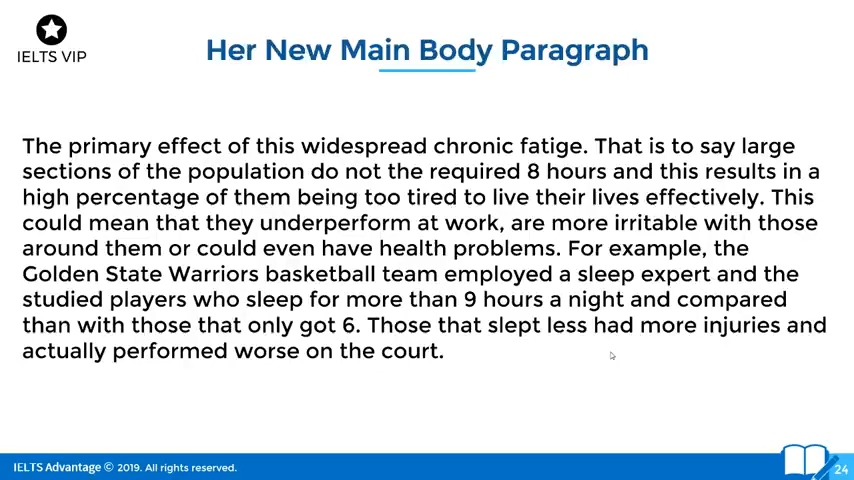 IELTS VIP
Her New Main Body Paragraph
The primary effect of this widespread chronic fatige. That is to say large
sections of the population do not the required 8 hours and this results in a
high percentage of them being too tired to live their lives effectively. This
could mean that they underperform at work, are more irritable with those
around them or could even have health problems. For example, the
Golden State Warriors basketball team employed a sleep expert and the
studied players who sleep for more than 9 hours a night and compared
than with those that only got 6. Those that slept less had more injuries and
actually performed worse on the court.
IELTS Advantage © 2019. All rights reserved.
24